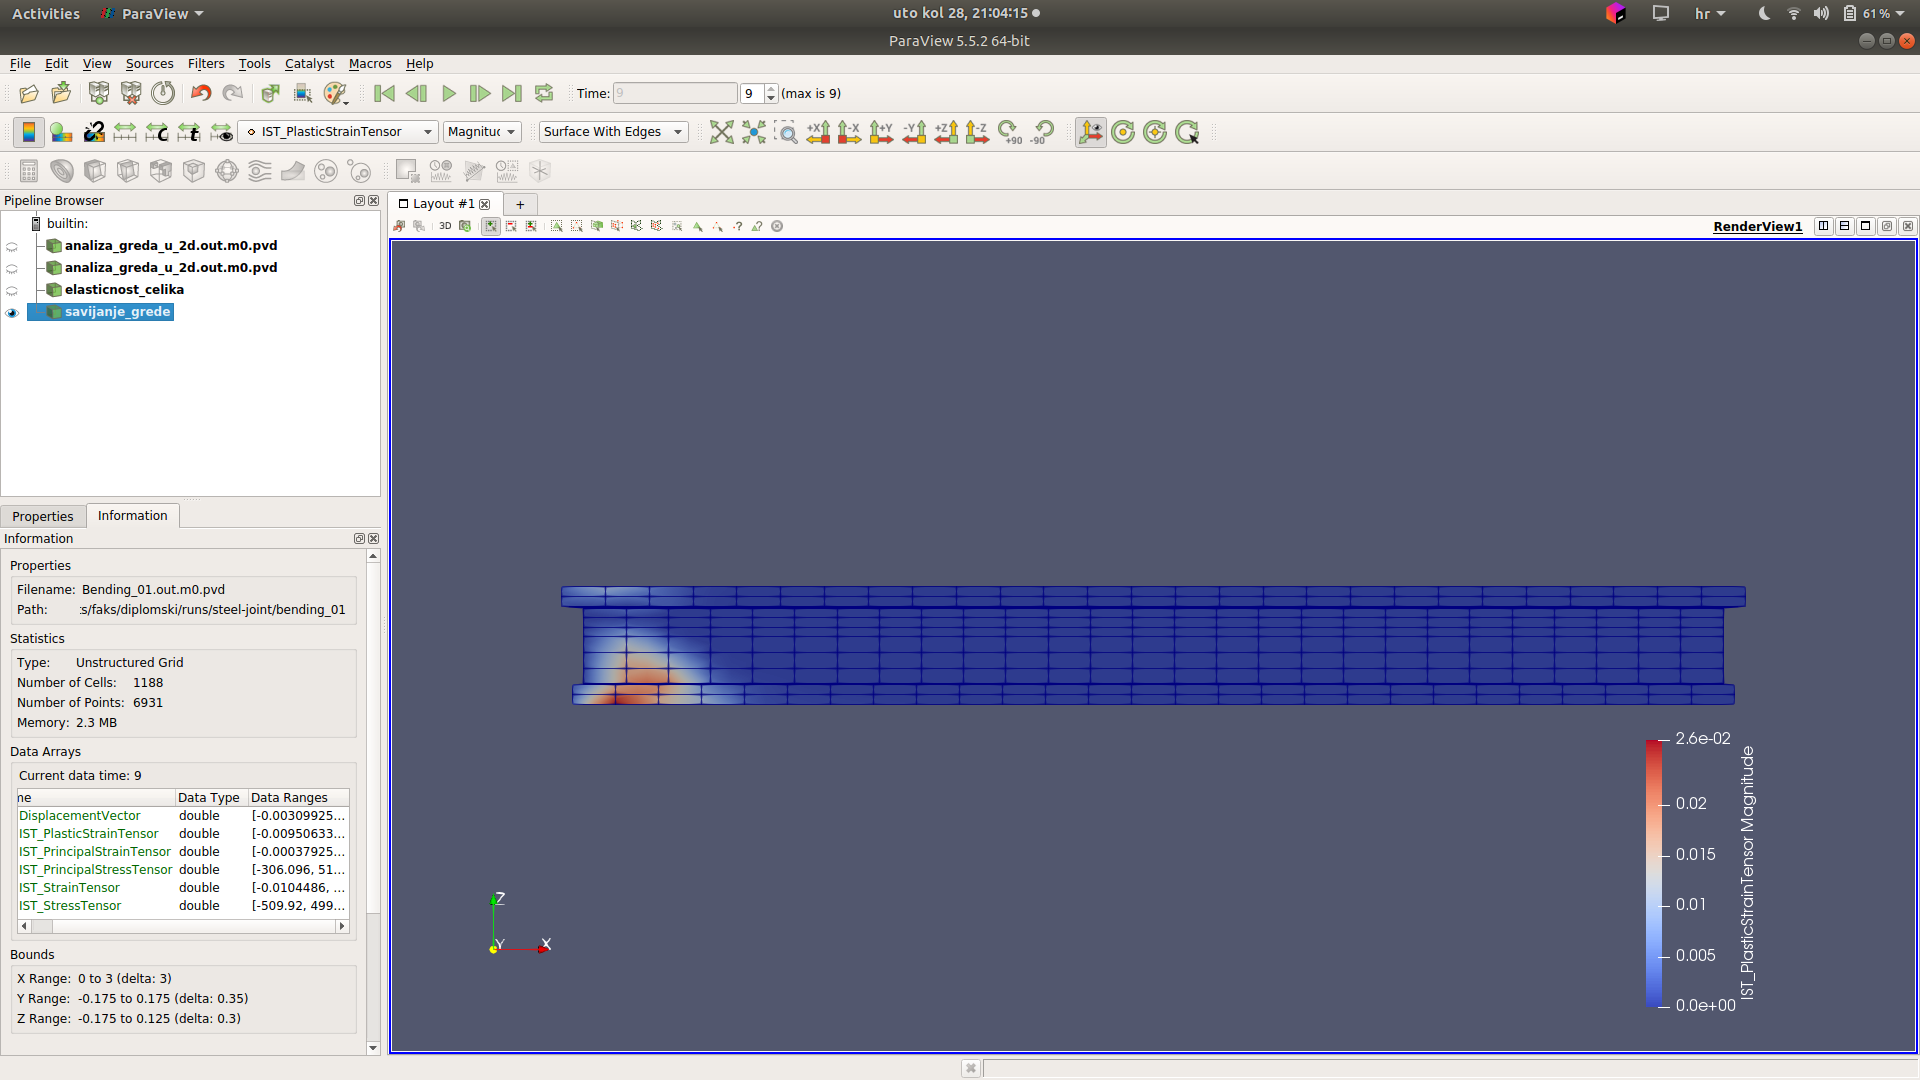 Activities ParaView uto kol 28, 21:04:15 hr 61 %
ParaView 5.5.2 64-bit
File Edit View Sources Filters Tools Catalyst Macros Help
Time: 9 9 (max is 9)
IST_PlasticStrainTensor Magnituc Surface With Edges +X -X +Y -Y +Z -Z +90 -90
Pipeline Browser
Layout #1 +
builtin:
3D ? ? RenderView1
analiza_greda_u_2d.out.m0.pvd
analiza_greda_u_2d.out.m0.pvd
elasticnost_celika
savijanje_grede
Properties Information
Information
Properties
Filename: Bending_01.out.m0.pvd
Path: :s/faks/diplomski/runs/steel-joint/bending_01
Statistics
Type: Unstructured Grid
Number of Cells: 1188
Number of Points: 6931
Memory: 2.3 MB
Data Arrays
Current data time: 9
ne Data Type Data Ranges
DisplacementVector double [-0.00309925...
IST_PlasticStrainTensor double [-0.00950633...
IST_PrincipalStrainTensor double [-0.00037925...
IST_PrincipalStressTensor double [-306.096, 51...
IST_StrainTensor double [-0.0104486, ...
IST_StressTensor double [-509.92, 499...
Bounds
X Range: 0 to 3 (delta: 3)
Y Range: -0.175 to 0.175 (delta: 0.35)
Z Range: -0.175 to 0.125 (delta: 0.3)
Z
Y X
2.6e-02
0.02
0.015
0.01
0.005
0.0e+00
IST_PlasticStrainTensor Magnitude